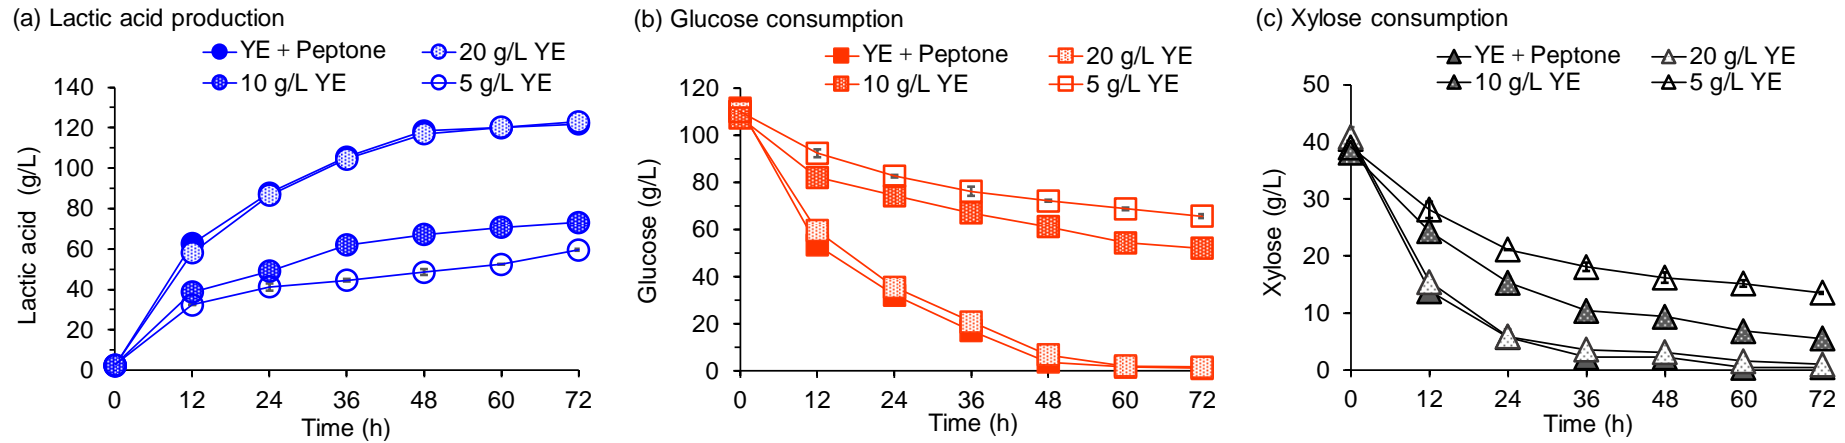 (a) Lactic acid production
YE + Peptone
20 g/L YE
10 g/L YE
5 g/L YE
Lactic acid (g/L)
140
120
100
80
60
40
20
0
0 12 24 36 48 60 72
Time (h)
(b) Glucose consumption
YE + Peptone
20 g/L YE
10 g/L YE
5 g/L YE
Glucose (g/L)
120
100
80
60
40
20
0
0 12 24 36 48 60 72
Time (h)
(c) Xylose consumption
YE + Peptone
20 g/L YE
10 g/L YE
5 g/L YE
Xylose (g/L)
50
40
30
20
10
0
0 12 24 36 48 60 72
Time (h)